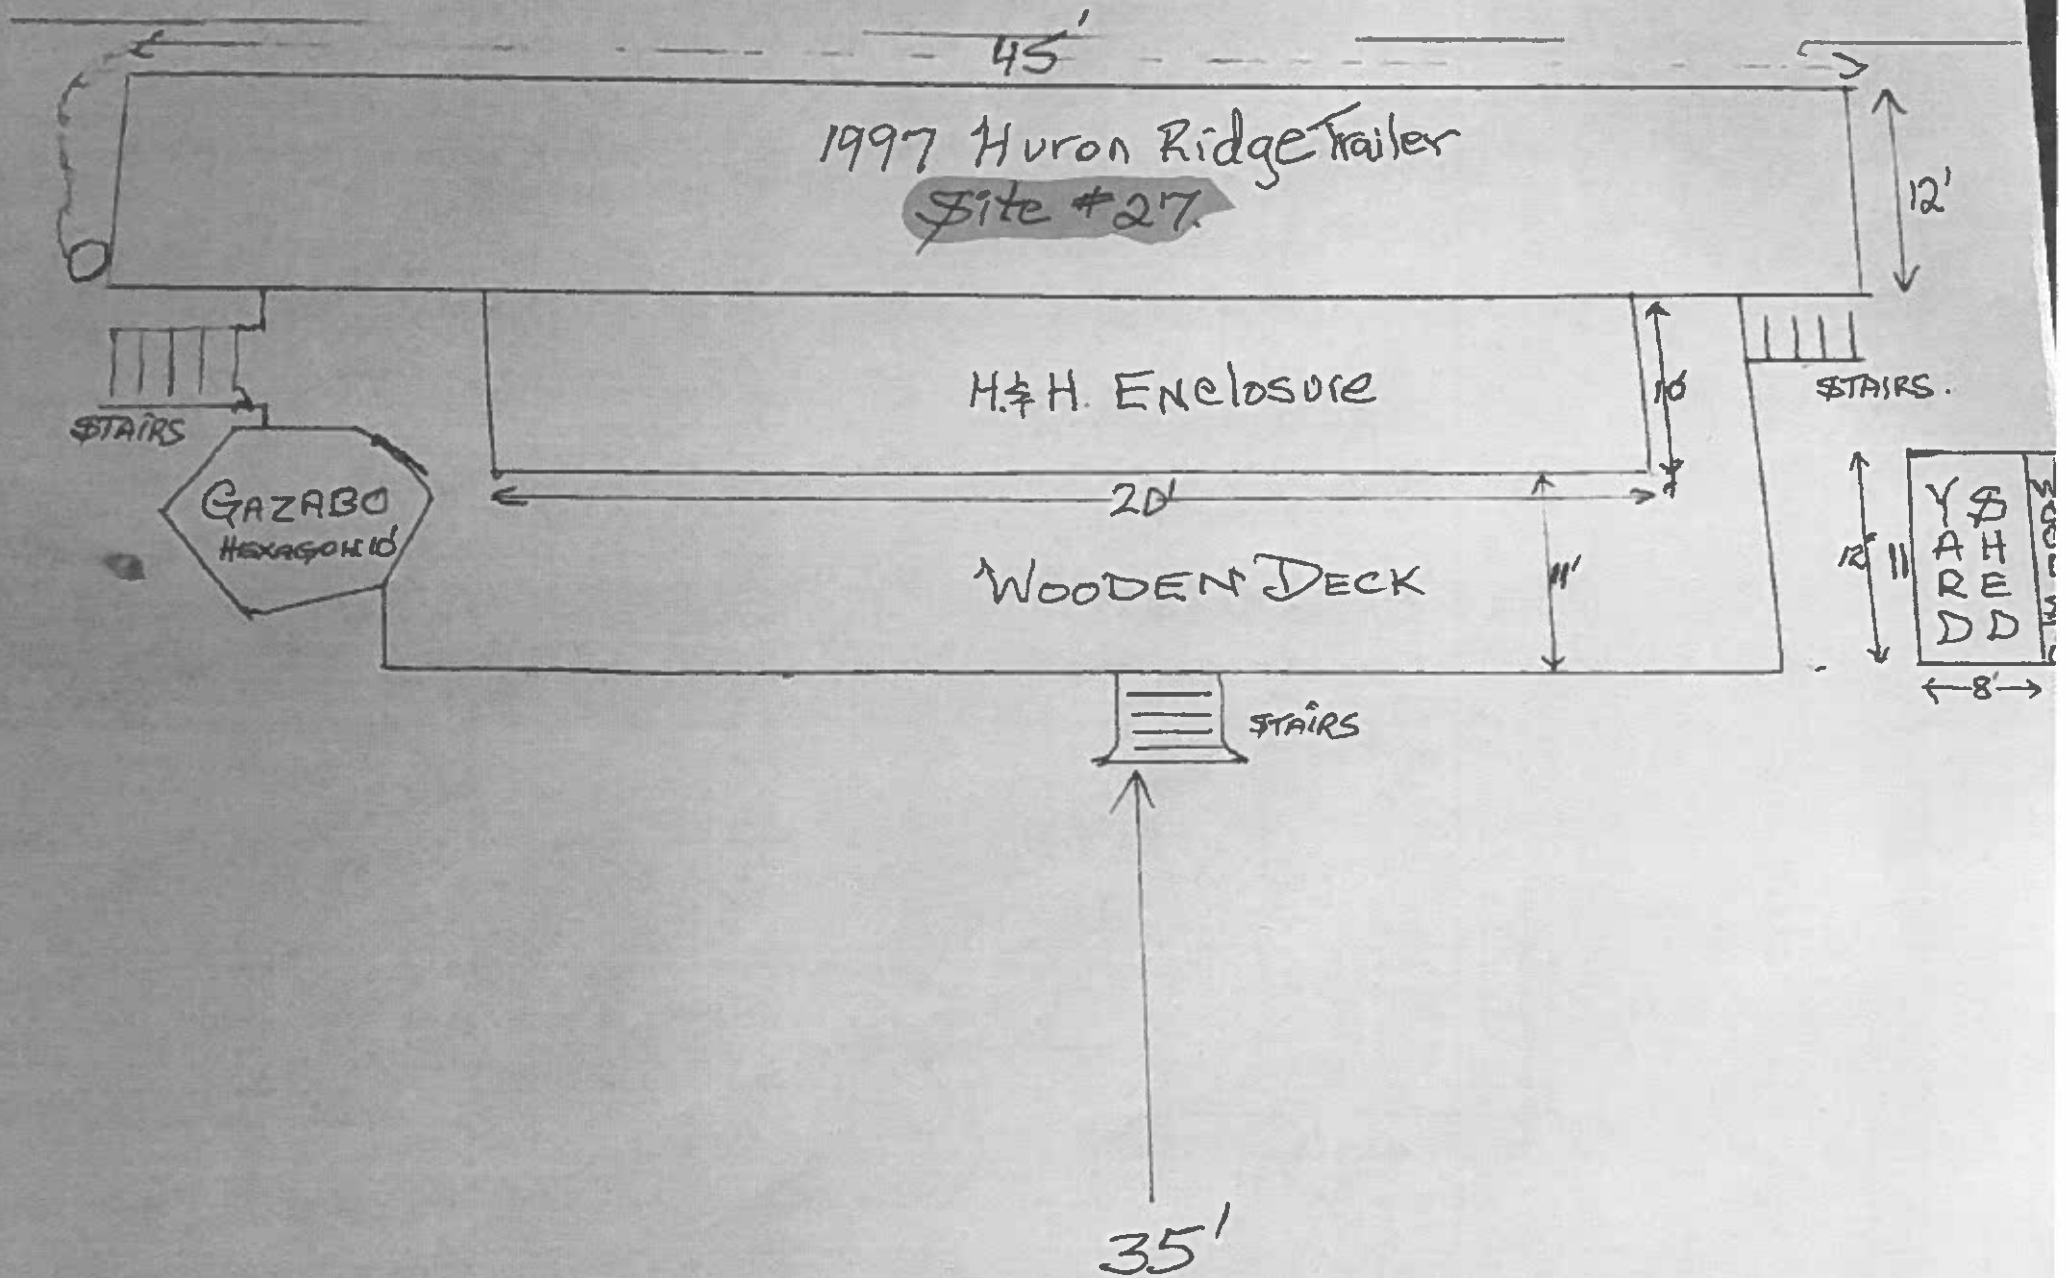 45'
1997 Huron Ridge Trailer
Site #27.
12'
H.&H. Enclosure
10'
STAIRS
STAIRS.
GAZABO
HEXAGON 10'
20'
WOODEN DECK
11'
12'
YARD
SHED
8'
STAIRS
35'